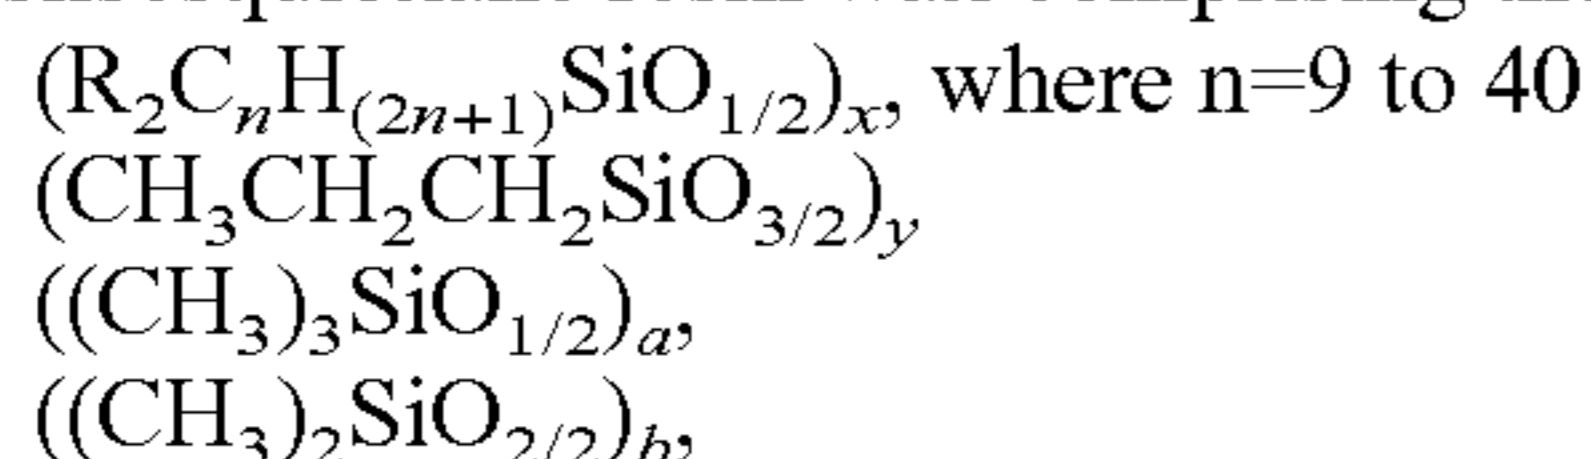 (R₂CₙH₍₂ₙ₊₁₎SiO₁/₂)ₓ, where n=9 to 40
(CH₃CH₂CH₂SiO₃/₂)y
((CH₃)₃SiO₁/₂)ₐ,
((CH₃)₂SiO₂/₂)b,